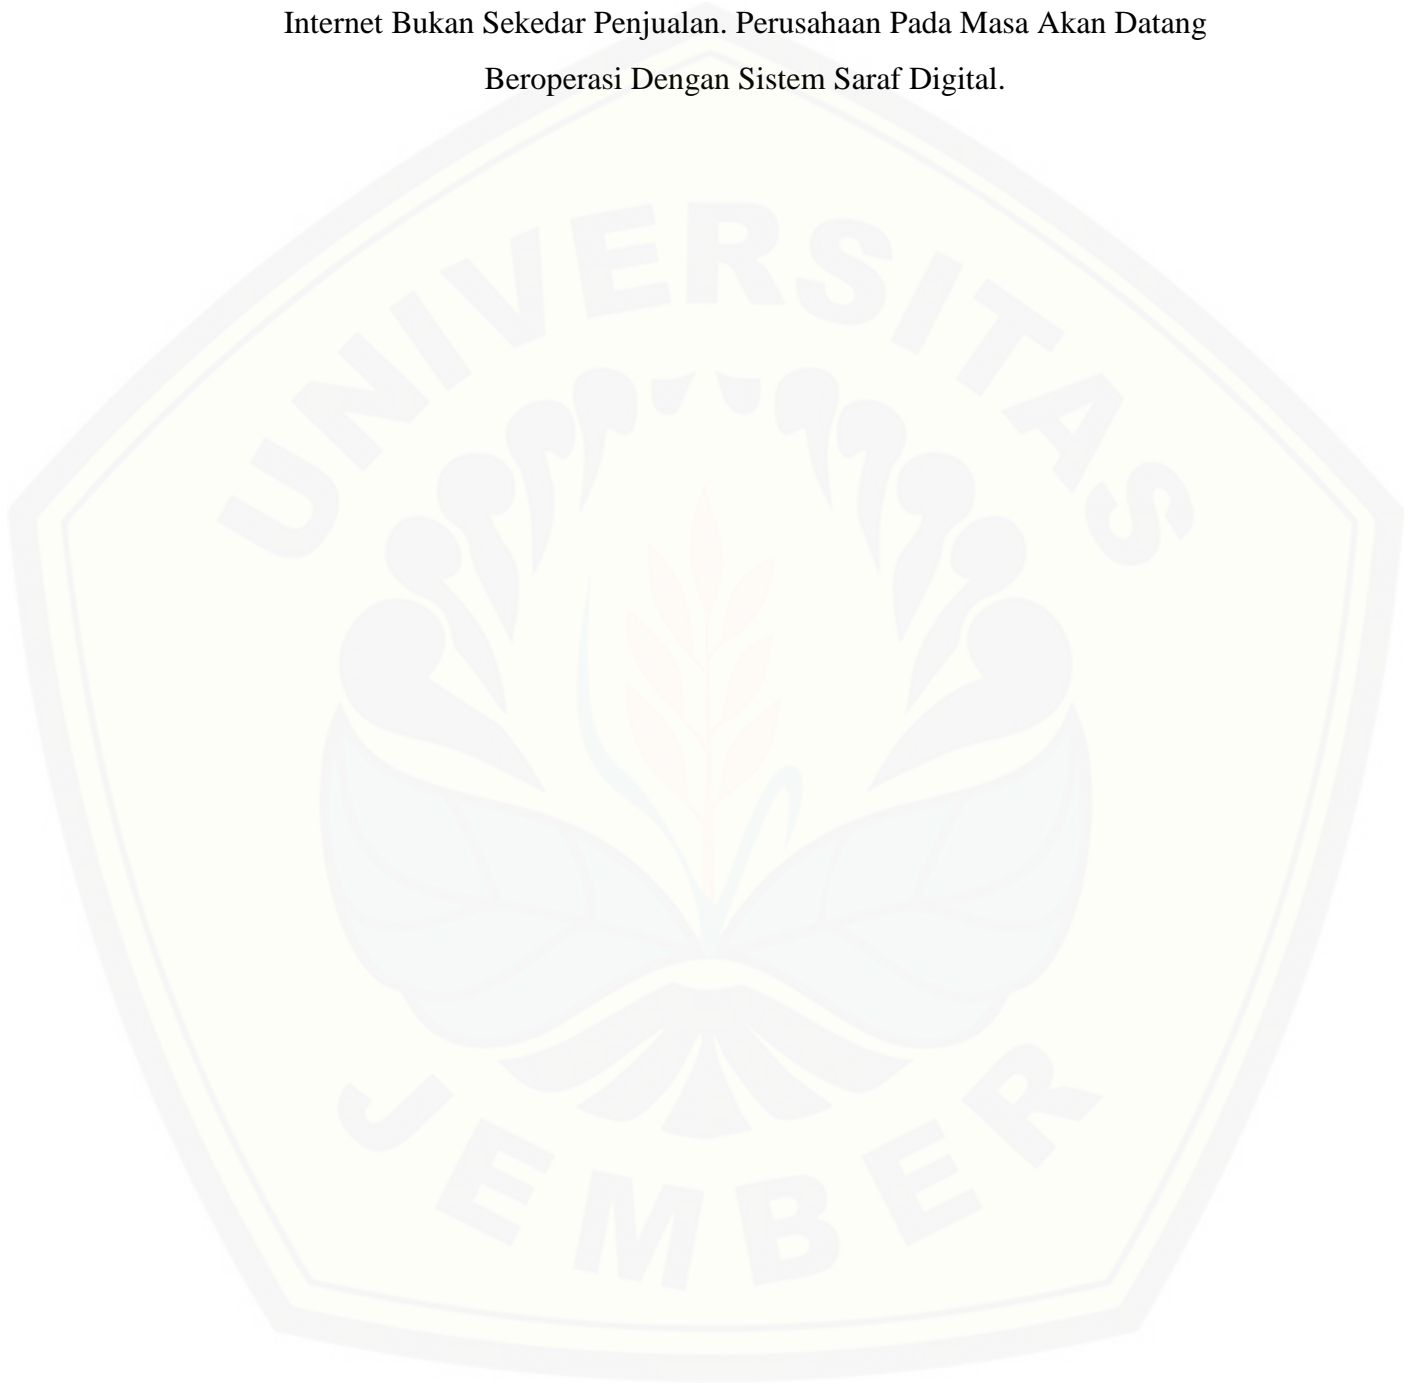 Internet Bukan Sekedar Penjualan. Perusahaan Pada Masa Akan Datang
Beroperasi Dengan Sistem Saraf Digital.
UNIVERSITAS
JEMBER